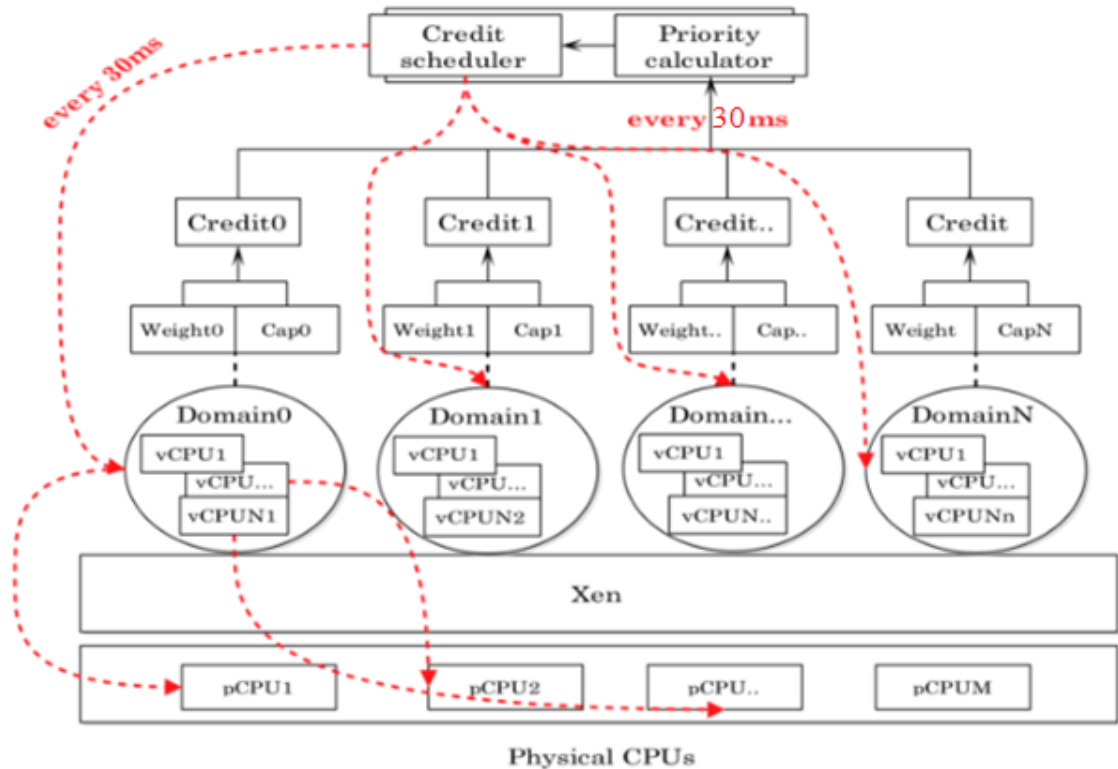 Credit
scheduler
Priority
calculator
every 30ms
every 30ms
Credit0
Credit1
Credit..
Credit
Weight0
Cap0
Weight1
Cap1
Weight..
Cap..
Weight
CapN
Domain0
Domain1
Domain...
DomainN
vCPU1
vCPU...
vCPUN1
vCPU1
vCPU...
vCPUN2
vCPU1
vCPU...
vCPUN..
vCPU1
vCPU...
vCPUNn
Xen
pCPU1
pCPU2
pCPU..
pCPUM
Physical CPUs